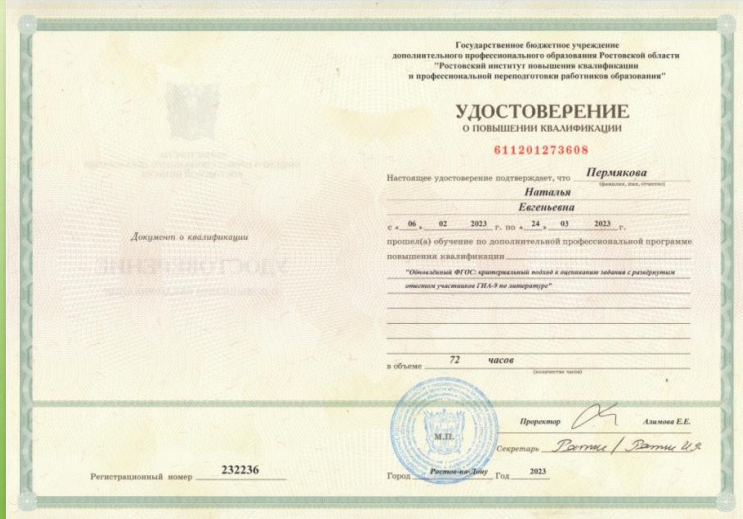 Государственное бюджетное учреждение
дополнительного профессионального образования Ростовской области
"Ростовский институт повышения квалификации
и профессиональной переподготовки работников образования"
УДОСТОВЕРЕНИЕ
О ПОВЫШЕНИИ КВАЛИФИКАЦИИ
611201273608
Настоящее удостоверение подтверждает, что Пермякова
(фамилия, имя, отчество)
Наталья
Евгеньевна
с « 06 » 02 2023 г. по « 24 » 03 2023 г.
прошел(а) обучение по дополнительной профессиональной программе
повышения квалификации
"Обновлённый ФГОС: критериальный подход к оцениванию задания с развёрнутым
ответом участников ГИА-9 по литературе"
Документ о квалификации
в объеме 72 часов
(количество часов)
М.П.
Проректор Алимова Е.Е.
Секретарь
Регистрационный номер 232236
Город Ростов-на-Дону Год 2023